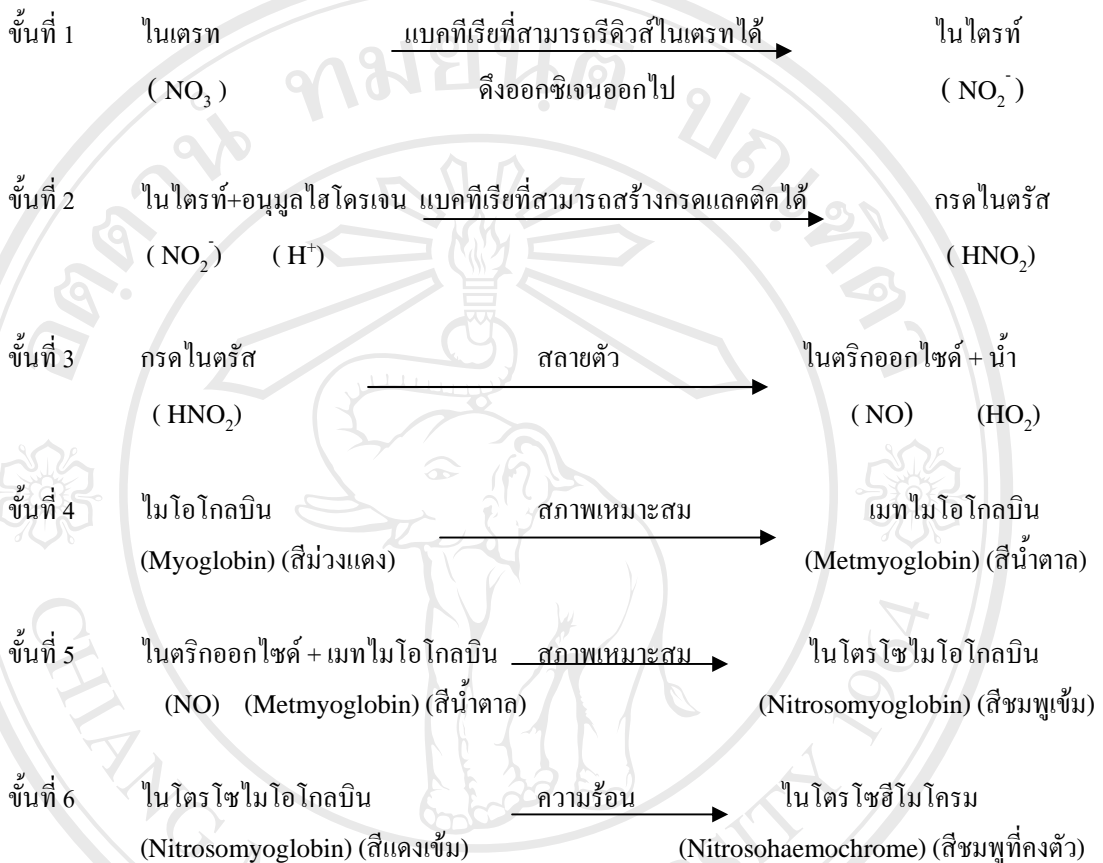 ขั้นที่ 1 ไนเตรท แบคทีเรียที่สามารถรีดิวส์ไนเตรทได้ ไนไตรท์
( NO₃ ) ดึงออกซิเจนออกไป ( NO₂⁻ )
ขั้นที่ 2 ไนไตรท์+อนุมูลไฮโดรเจน แบคทีเรียที่สามารถสร้างกรดแลคติคได้ กรดไนตรัส
( NO₂⁻) ( H⁺) ( HNO₂)
ขั้นที่ 3 กรดไนตรัส สลายตัว ไนตริกออกไซด์ + น้ำ
( HNO₂) ( NO) (HO₂)
ขั้นที่ 4 ไมโอโกลบิน สภาพเหมาะสม เมทไมโอโกลบิน
(Myoglobin) (สีม่วงแดง) (Metmyoglobin) (สีน้ำตาล)
ขั้นที่ 5 ไนตริกออกไซด์ + เมทไมโอโกลบิน สภาพเหมาะสม ไนโตรโซไมโอโกลบิน
(NO) (Metmyoglobin) (สีน้ำตาล) (Nitrosomyoglobin) (สีชมพูเข้ม)
ขั้นที่ 6 ไนโตรโซไมโอโกลบิน ความร้อน ไนโตรโซฮีโมโครม
(Nitrosomyoglobin) (สีแดงเข้ม) (Nitrosohaemochrome) (สีชมพูที่คงตัว)
CHIANG
1964